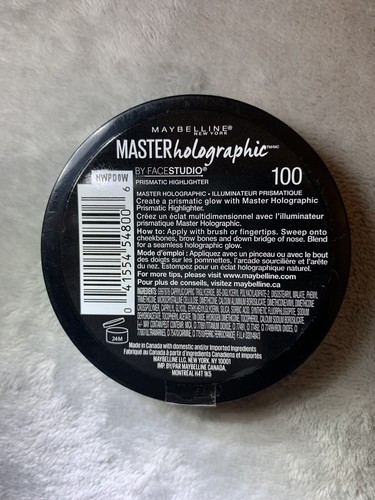 MAYBELLINE®
NEW YORK
MASTERholographic™/MC
BY FACESTUDIO® 100
PRISMATIC HIGHLIGHTER
MASTER HOLOGRAPHIC • ILLUMINATEUR PRISMATIQUE
Create a prismatic glow with Master Holographic
Prismatic Highlighter.
Créez un éclat multidimensionnel avec l'illuminateur
prismatique Master Holographic.
How to: Apply with brush or fingertips. Sweep onto
cheekbones, brow bones and down bridge of nose. Blend
for a seamless holographic glow.
Mode d'emploi : Appliquez avec un pinceau ou avec le bout
des doigts sur les pommettes, l'arcade sourcilière et l'arête
du nez. Estompez pour un éclat holographique naturel.
For more tips, please visit www.maybelline.com
Pour plus de conseils, visitez maybelline.ca
24M
Made in Canada with domestic and/or imported ingredients
Fabriqué au Canada à partir d'ingrédients Canadiens et importés
MAYBELLINE LLC, NEW YORK, NY 10001
IMP. BY/PAR MAYBELLINE CANADA,
MONTRÉAL H4T 1K5
0 41554 54800 6